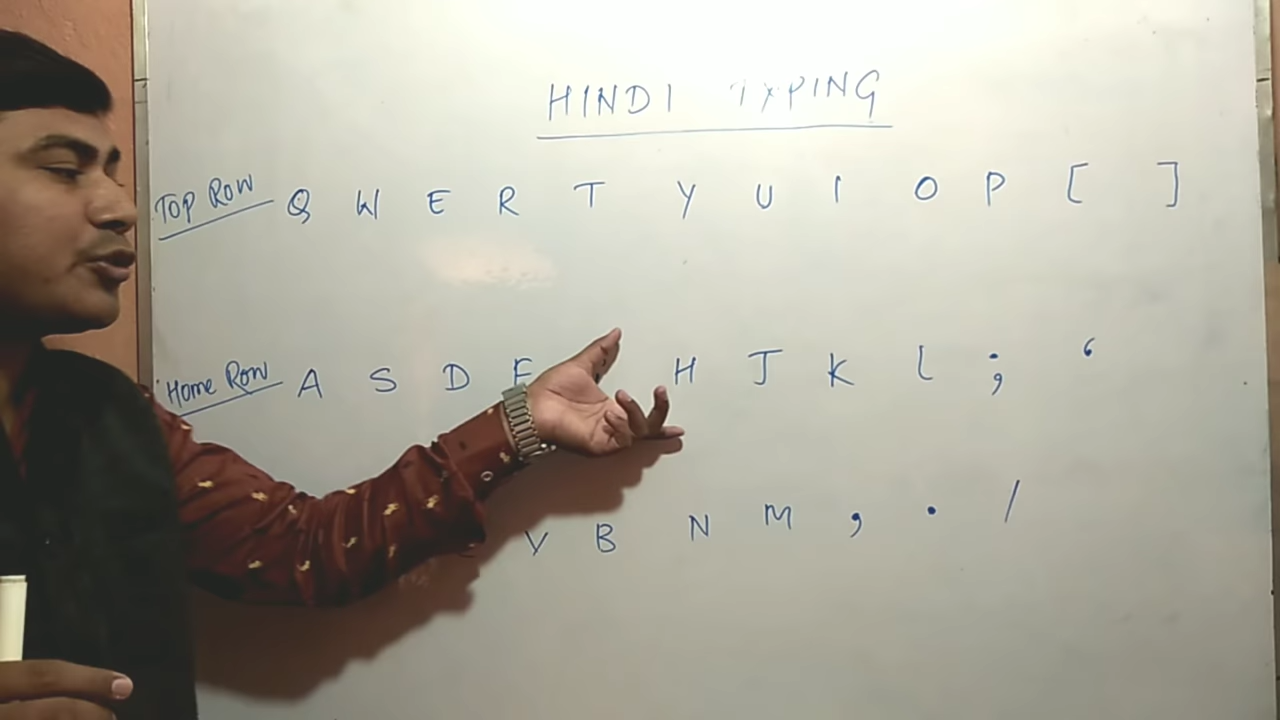 HINDI TYPING
TOP ROW Q W E R T Y U I O P [ ]
Home Row A S D F H J K L ; ‘
V B N M , . /